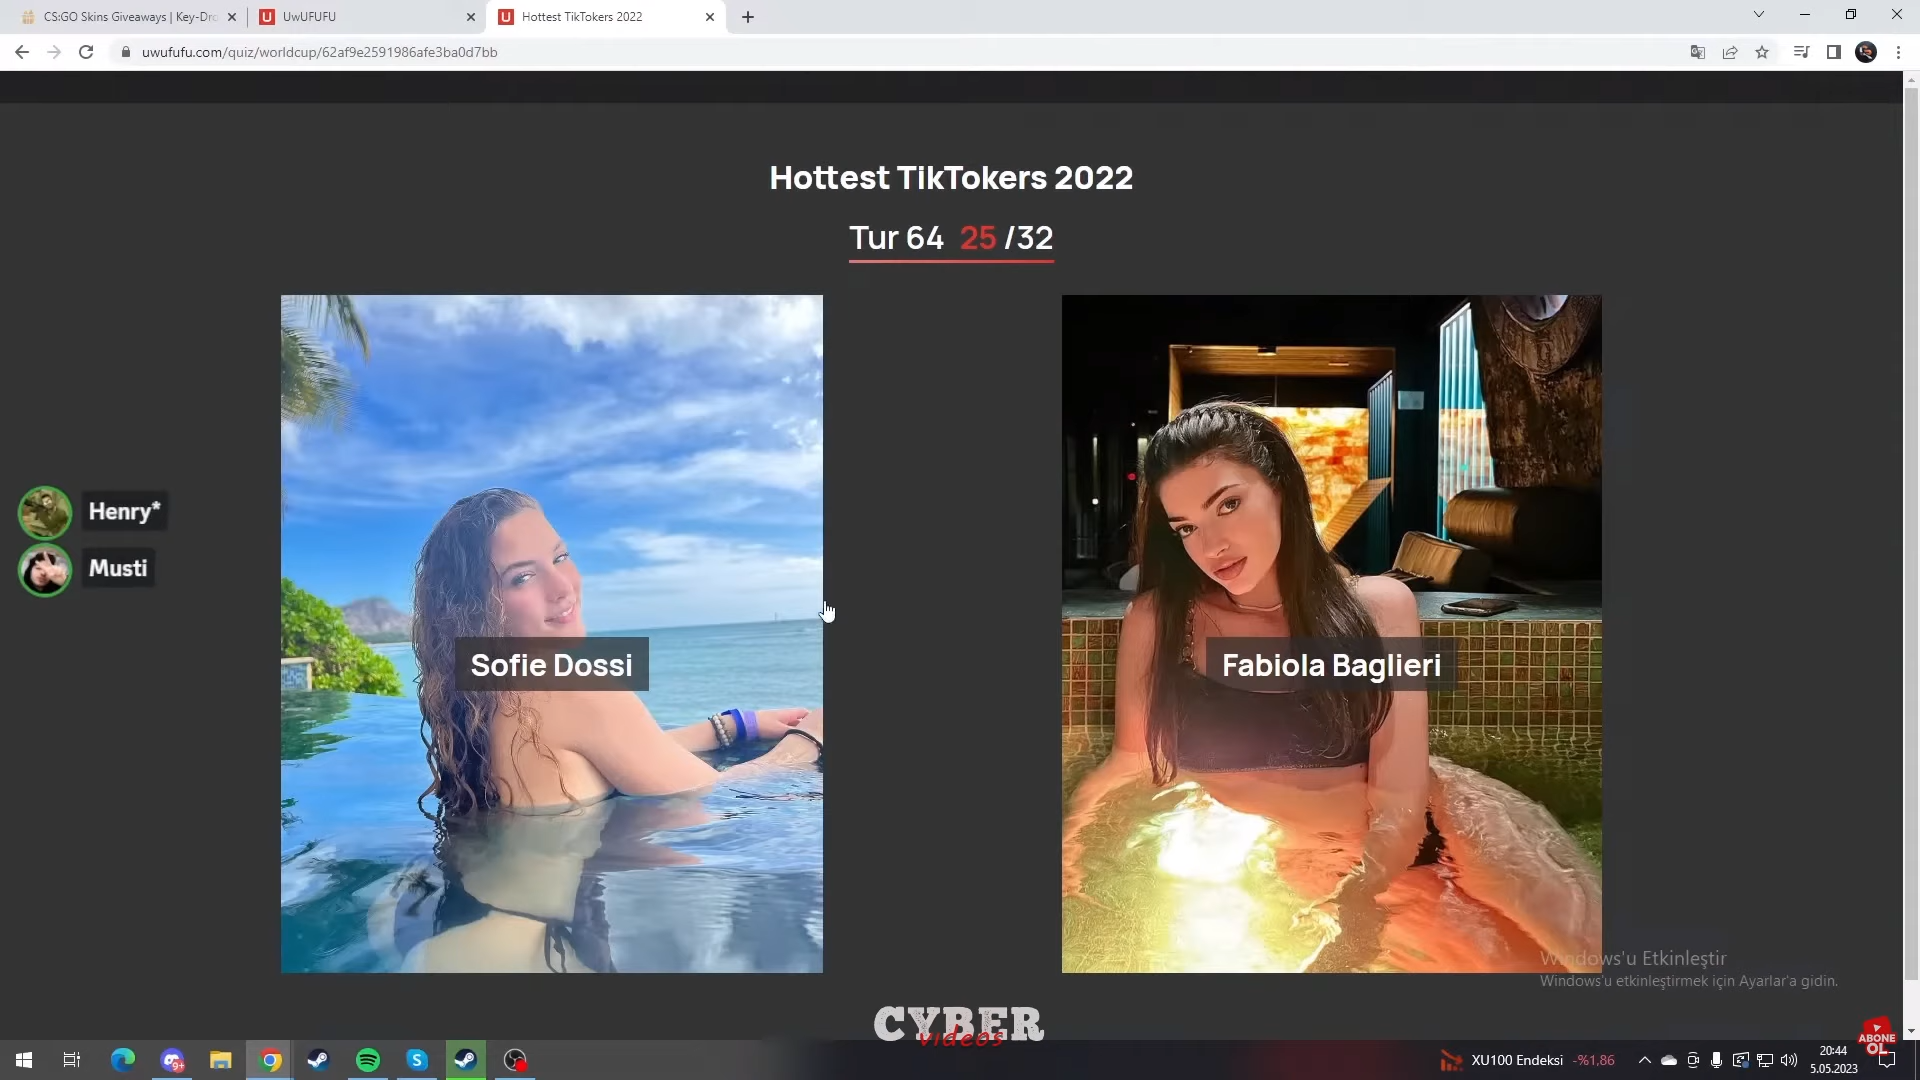 CS:GO Skins Giveaways | Key-Dro
UwUFUFU
Hottest TikTokers 2022
uwufufu.com/quiz/worldcup/62af9e2591986afe3ba0d7bb
Hottest TikTokers 2022
Tur 64 25 /32
Henry*
Musti
Sofie Dossi
Fabiola Baglieri
Windows'u Etkinleştir
Windows'u etkinleştirmek için Ayarlar'a gidin.
CYBER
videos
ABONE
OL
9+
XU100 Endeksi -%1,86
20:44
5.05.2023